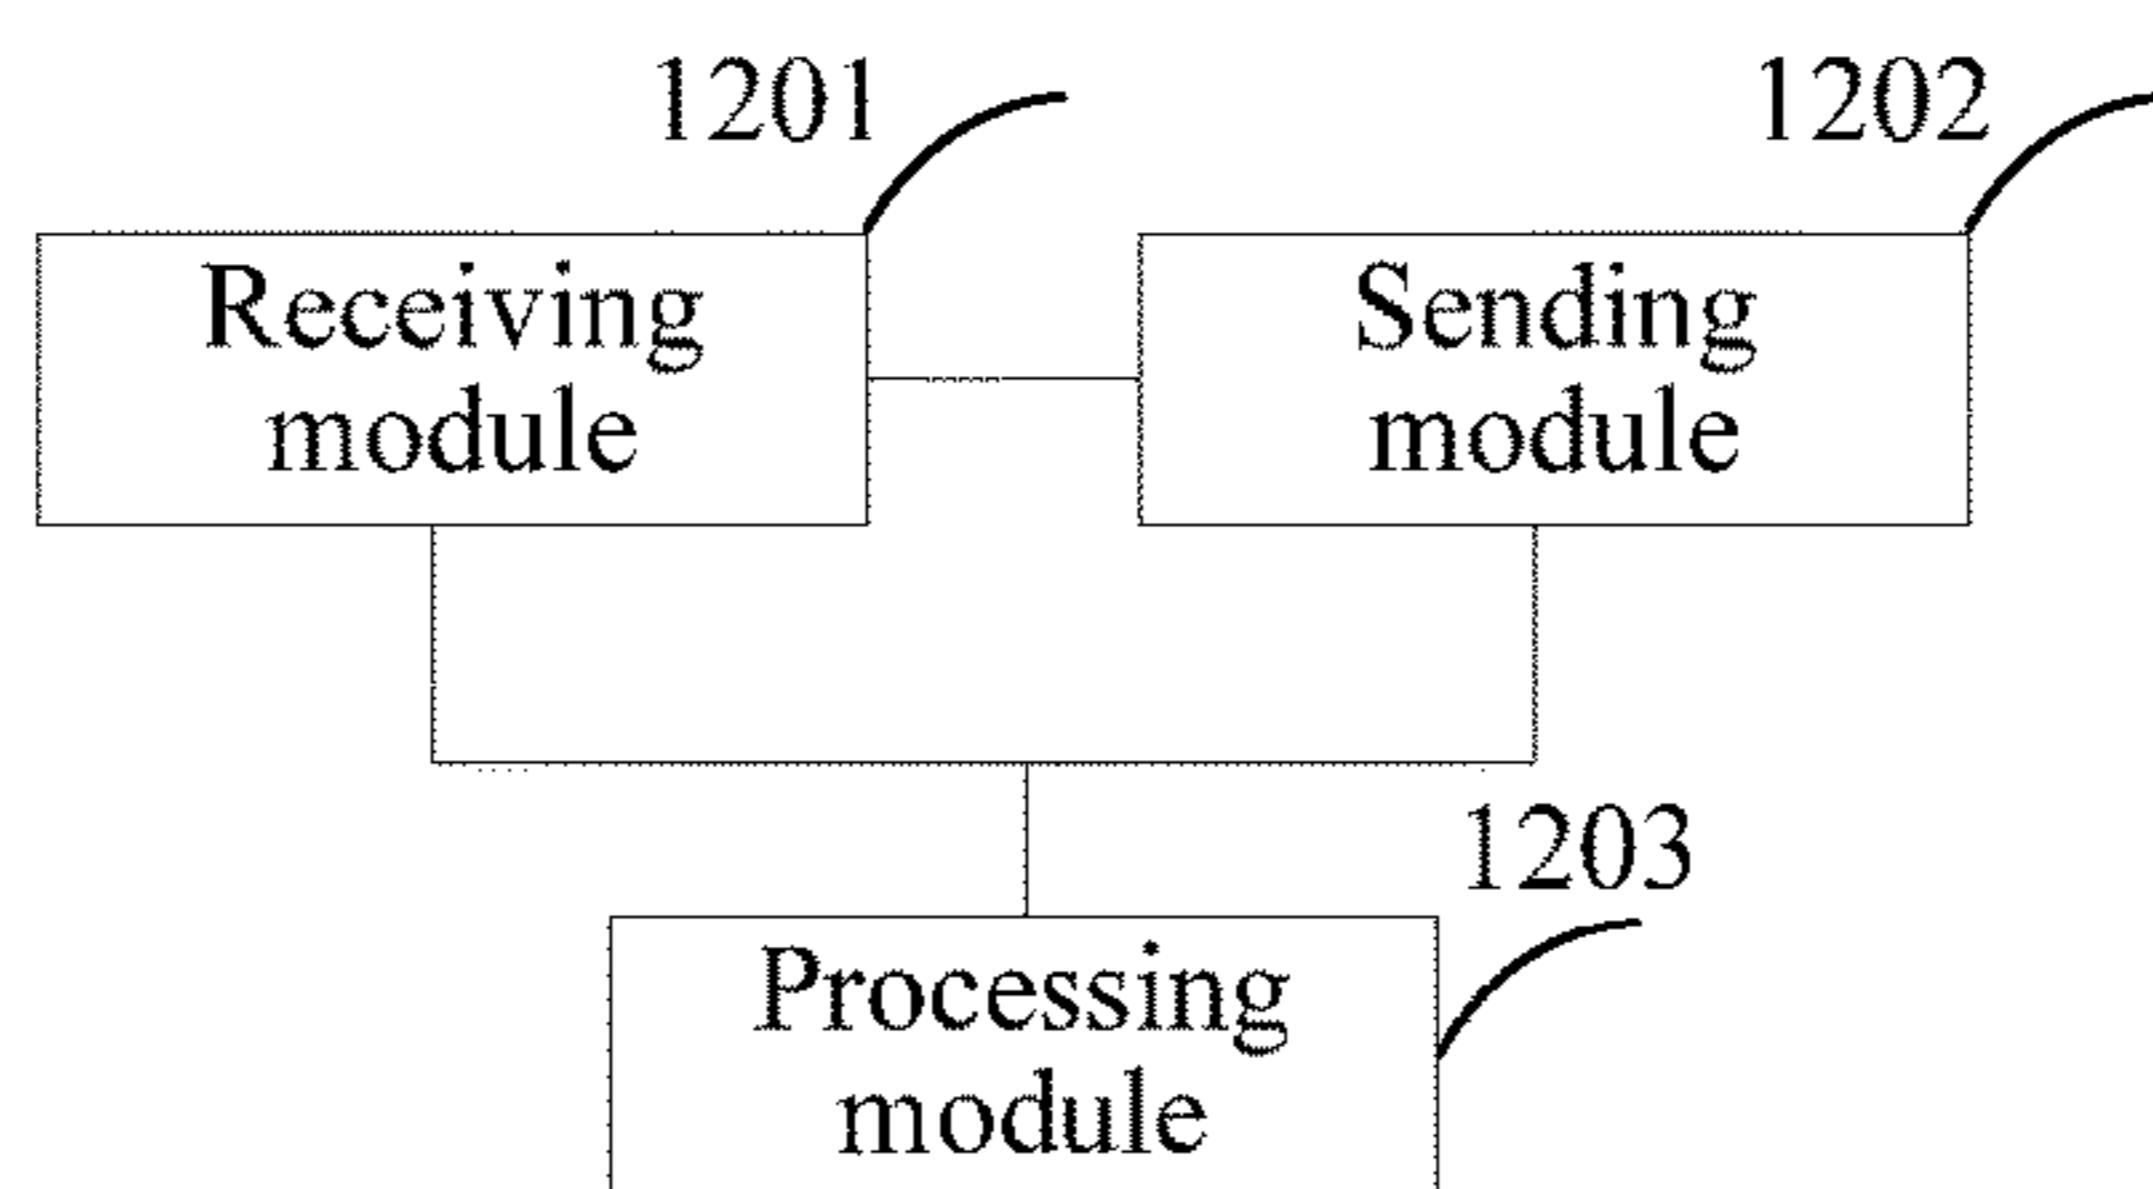 1201
1202
Receiving
module
Sending
module
1203
Processing
module